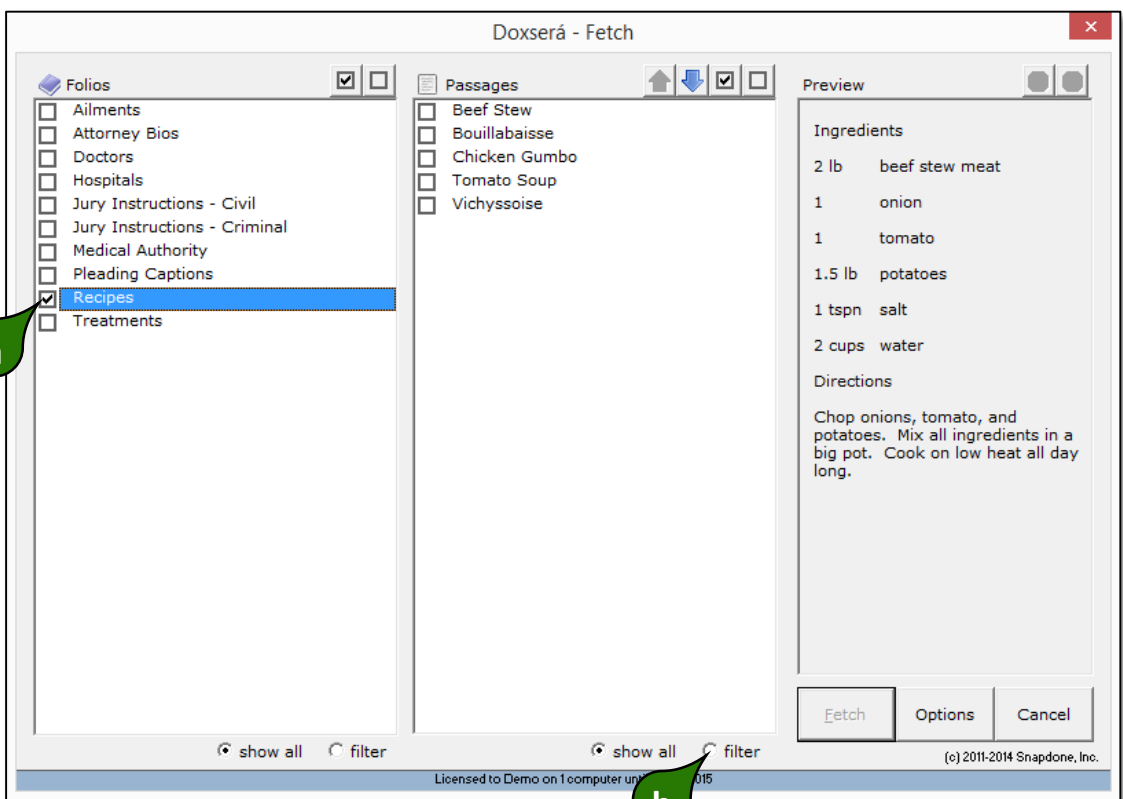 Doxserá - Fetch
Folios
Ailments
Attorney Bios
Doctors
Hospitals
Jury Instructions - Civil
Jury Instructions - Criminal
Medical Authority
Pleading Captions
Recipes
Treatments
show all filter
Passages
Beef Stew
Bouillabaisse
Chicken Gumbo
Tomato Soup
Vichyssoise
show all filter
Preview
Ingredients
2 lb beef stew meat
1 onion
1 tomato
1.5 lb potatoes
1 tspn salt
2 cups water
Directions
Chop onions, tomato, and
potatoes. Mix all ingredients in a
big pot. Cook on low heat all day
long.
Fetch Options Cancel
(c) 2011-2014 Snapdone, Inc.
Licensed to Demo on 1 computer